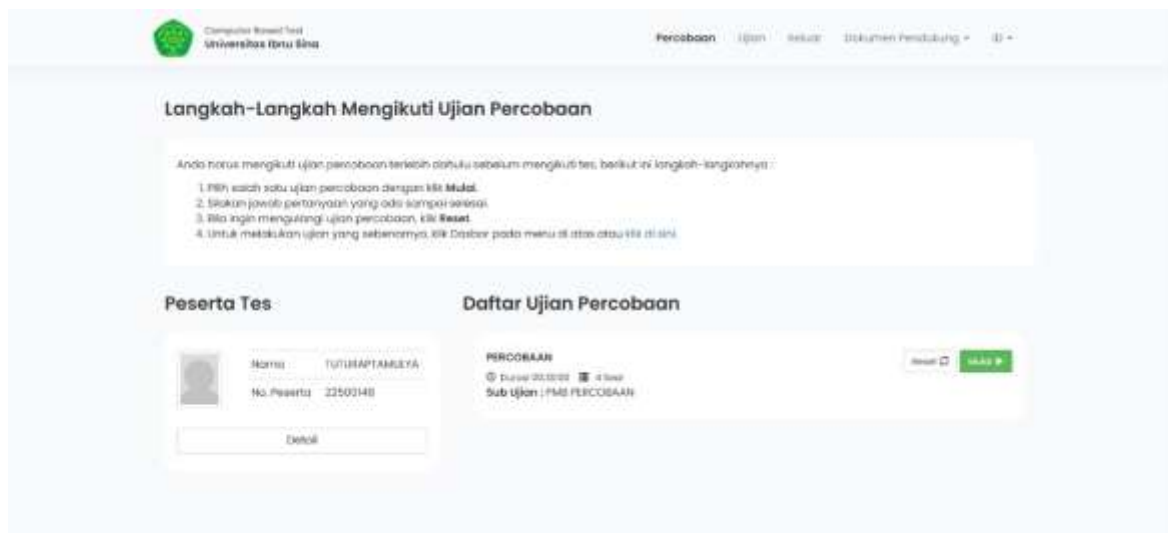 Computer Based Test
Universitas Ibnu Sina
Percobaan Ujian Keluar Dokumen Pendukung ID
Langkah-Langkah Mengikuti Ujian Percobaan
Anda harus mengikuti ujian percobaan terlebih dahulu sebelum mengikuti tes, berikut ini langkah-langkahnya :
1. Pilih salah satu ujian percobaan dengan klik Mulai.
2. Silakan jawab pertanyaan yang ada sampai selesai.
3. Bila ingin mengulangi ujian percobaan, klik Reset.
4. Untuk melakukan ujian yang sebenarnya, klik Dasbor pada menu di atas atau klik di sini.
Peserta Tes
Daftar Ujian Percobaan
Nama
No. Peserta 22500148
Detail
PERCOBAAN
Durasi 4 Soal
Sub Ujian : PMB PERCOBAAN
Reset
Mulai